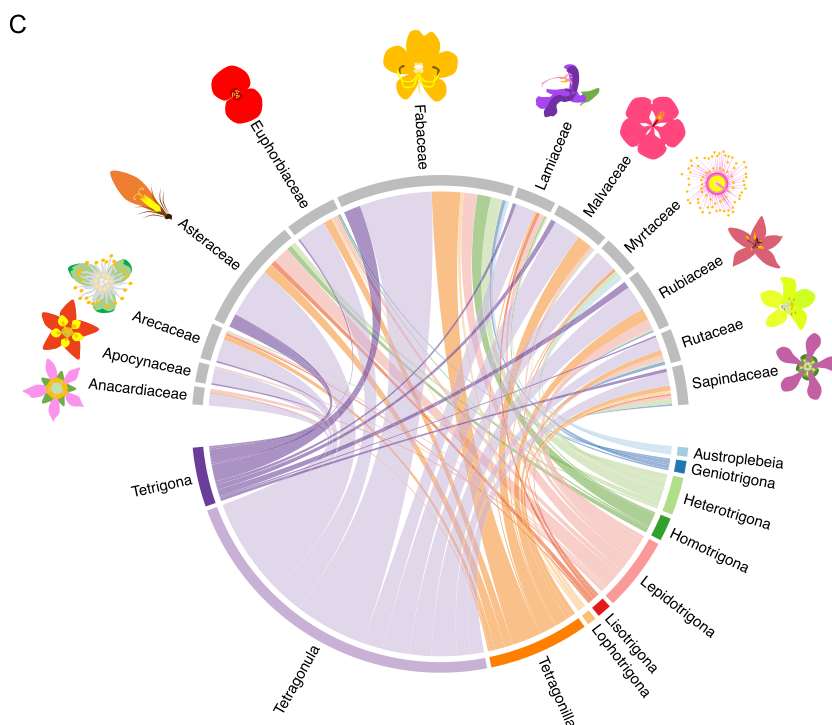 C
Fabaceae
Euphorbiaceae
Lamiaceae
Malvaceae
Asteraceae
Myrtaceae
Rubiaceae
Arecaceae
Rutaceae
Apocynaceae
Anacardiaceae
Sapindaceae
Austroplebeia
Geniotrigona
Tetrigona
Heterotrigona
Homotrigona
Lepidotrigona
Lisotrigona
Lophotrigona
Tetragonula
Tetragonilla